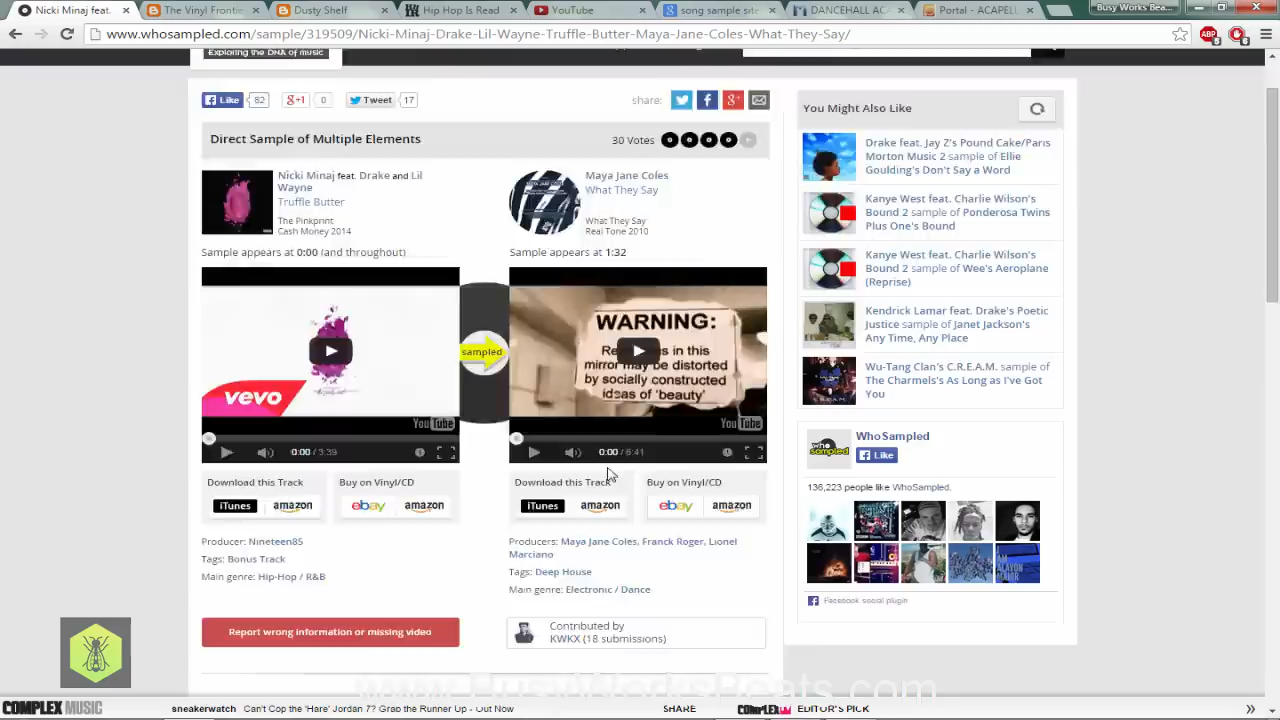 Nicki Minaj feat.
The Vinyl Frontie
Dusty Shelf
Hip Hop Is Read
YouTube
song sample site
DANCEHALL AC
Portal - ACAPELL
Busy Works Bea...
www.whosampled.com/sample/319509/Nicki-Minaj-Drake-Lil-Wayne-Truffle-Butter-Maya-Jane-Coles-What-They-Say/
Exploring the DNA of music
Like 82 g+1 0 Tweet 17
share:
Direct Sample of Multiple Elements
30 Votes
Nicki Minaj feat. Drake and Lil
Wayne
Truffle Butter
The Pinkprint
Cash Money 2014
Sample appears at 0:00 (and throughout)
Maya Jane Coles
What They Say
What They Say
Real Tone 2010
Sample appears at 1:32
vevo
YouTube
0:00 / 3:39
sampled
WARNING:
in this
mirror may be distorted
by socially constructed
ideas of 'beauty'
YouTube
0:00 / 6:41
Download this Track
iTunes amazon
Buy on Vinyl/CD
ebay amazon
Download this Track
iTunes amazon
Buy on Vinyl/CD
ebay amazon
Producer: Nineteen85
Tags: Bonus Track
Main genre: Hip-Hop / R&B
Producers: Maya Jane Coles, Franck Roger, Lionel
Marciano
Tags: Deep House
Main genre: Electronic / Dance
Report wrong information or missing video
Contributed by
KWKX (18 submissions)
You Might Also Like
Drake feat. Jay Z's Pound Cake/Paris
Morton Music 2 sample of Ellie
Goulding's Don't Say a Word
Kanye West feat. Charlie Wilson's
Bound 2 sample of Ponderosa Twins
Plus One's Bound
Kanye West feat. Charlie Wilson's
Bound 2 sample of Wee's Aeroplane
(Reprise)
Kendrick Lamar feat. Drake's Poetic
Justice sample of Janet Jackson's
Any Time, Any Place
Wu-Tang Clan's C.R.E.A.M. sample of
The Charmels's As Long as I've Got
You
who sampled
WhoSampled
Like
136,223 people like WhoSampled.
Facebook social plugin
www.BusyWorksBeats.com
COMPLEX MUSIC
sneakerwatch Can't Cop the 'Hare' Jordan 7? Grab the Runner Up - Out Now
SHARE
COMPLEX EDITOR'S PICK